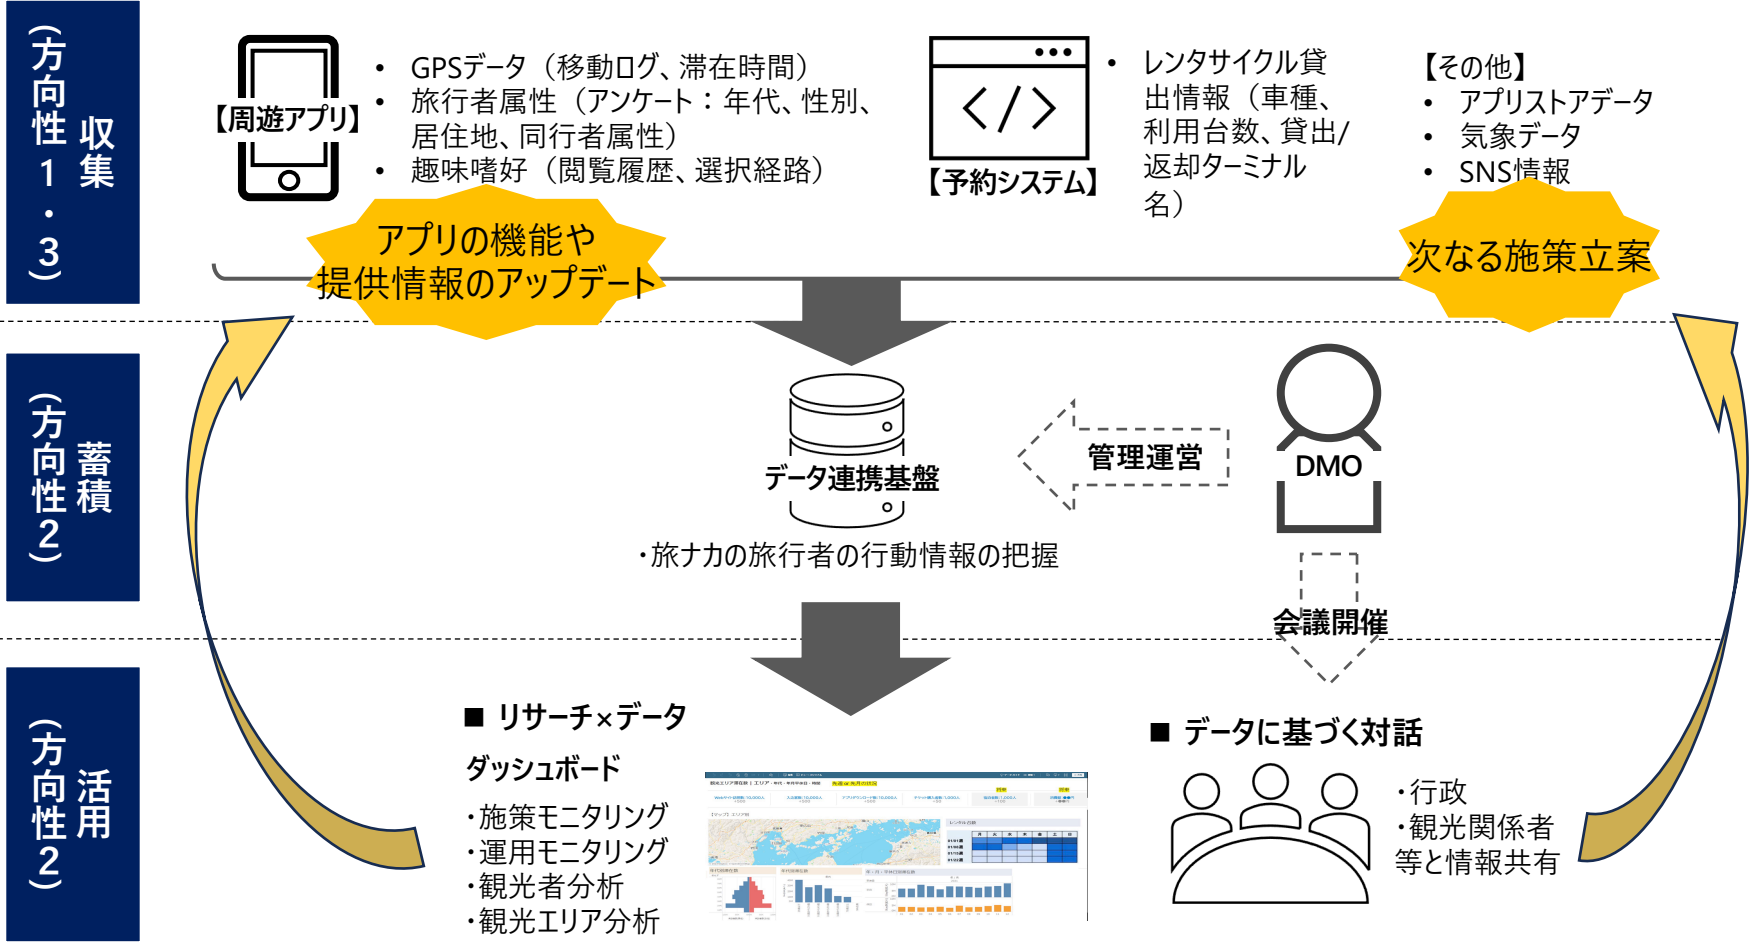 収集
(方向性1・3)
【周遊アプリ】
• GPSデータ（移動ログ、滞在時間）
• 旅行者属性（アンケート：年代、性別、
居住地、同行者属性）
• 趣味嗜好（閲覧履歴、選択経路）
【予約システム】
• レンタサイクル貸
出情報（車種、
利用台数、貸出/
返却ターミナル
名）
【その他】
• アプリストアデータ
• 気象データ
• SNS情報
アプリの機能や
提供情報のアップデート
次なる施策立案
蓄積
(方向性2)
データ連携基盤
・旅ナカの旅行者の行動情報の把握
管理運営
DMO
会議開催
活用
(方向性2)
■ リサーチ×データ
ダッシュボード
・施策モニタリング
・運用モニタリング
・観光者分析
・観光エリア分析
■ データに基づく対話
・行政
・観光関係者
等と情報共有